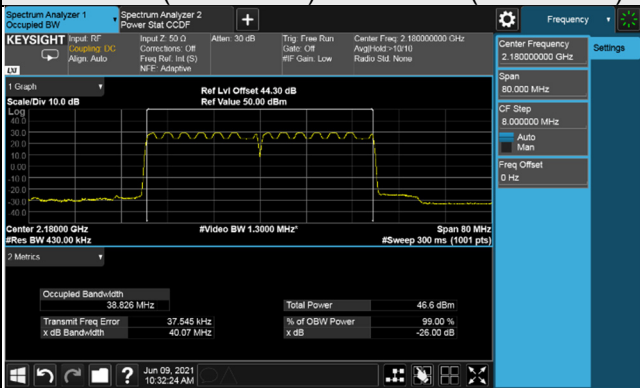 Spectrum Analyzer 1
Occupied BW
Spectrum Analyzer 2
Power Stat CCDF
Frequency
KEYSIGHT
Input: RF
Coupling: DC
Align: Auto
Input Z: 50 Ω
Corrections: Off
Freq Ref: Int (S)
NFE: Adaptive
Atten: 30 dB
Trig: Free Run
Gate: Off
#IF Gain: Low
Center Freq: 2.180000000 GHz
Avg|Hold:>10/10
Radio Std: None
LXI
Center Frequency
2.180000000 GHz
Settings
Span
80.000 MHz
CF Step
8.000000 MHz
Auto
Man
Freq Offset
0 Hz
1 Graph
Scale/Div 10.0 dB
Ref Lvl Offset 44.30 dB
Ref Value 50.00 dBm
Log
40.0
30.0
20.0
10.0
0.00
-10.0
-20.0
-30.0
-40.0
Center 2.18000 GHz
#Video BW 1.3000 MHz*
Span 80 MHz
#Res BW 430.00 kHz
#Sweep 300 ms (1001 pts)
2 Metrics
Occupied Bandwidth
38.826 MHz
Total Power 46.6 dBm
Transmit Freq Error 37.545 kHz
% of OBW Power 99.00 %
x dB Bandwidth 40.07 MHz
x dB -26.00 dB
Jun 09, 2021
10:32:24 AM